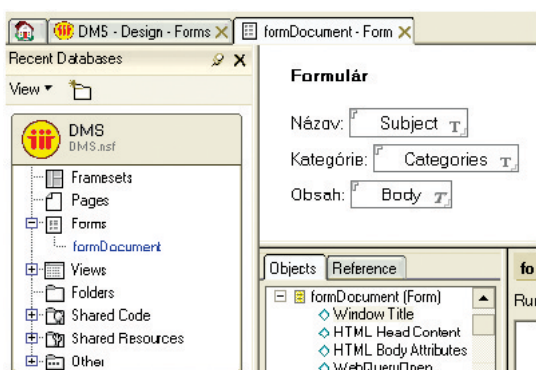 DMS - Design - Forms
formDocument - Form
Recent Databases
View
DMS
DMS.nsf
Framesets
Pages
Forms
formDocument
Views
Folders
Shared Code
Shared Resources
Other
Formulár
Názov: Subject T
Kategórie: Categories T
Obsah: Body T
Objects Reference
formDocument (Form)
Window Title
HTML Head Content
HTML Body Attributes
WebQueryOpen
fo
Run